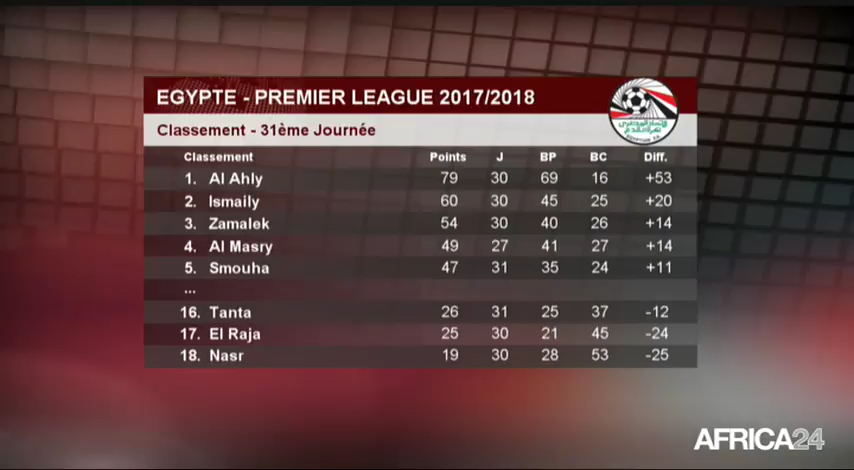 EGYPTE - PREMIER LEAGUE 2017/2018
Classement - 31ème Journée
Classement Points J BP BC Diff.
1. Al Ahly 79 30 69 16 +53
2. Ismaily 60 30 45 25 +20
3. Zamalek 54 30 40 26 +14
4. Al Masry 49 27 41 27 +14
5. Smouha 47 31 35 24 +11
...
16. Tanta 26 31 25 37 -12
17. El Raja 25 30 21 45 -24
18. Nasr 19 30 28 53 -25
AFRICA24